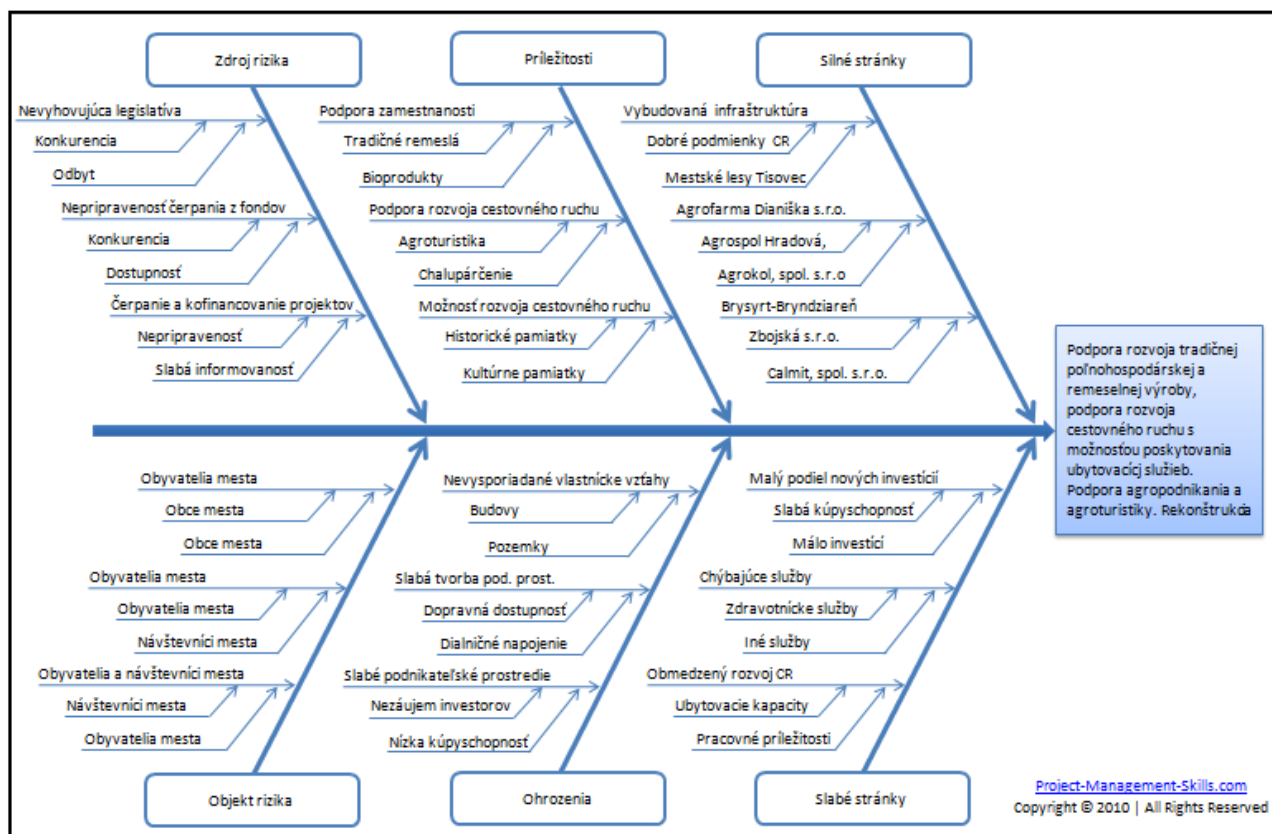 Zdroj rizika
Príležitosti
Silné stránky
Nevyhovujúca legislatíva
Konkurencia
Odbyt
Nepripravenosť čerpania z fondov
Konkurencia
Dostupnosť
Čerpanie a kofinancovanie projektov
Nepripravenosť
Slabá informovanosť
Podpora zamestnanosti
Tradičné remeslá
Bioprodukty
Podpora rozvoja cestovného ruchu
Agroturistika
Chalupárčenie
Možnosť rozvoja cestovného ruchu
Historické pamiatky
Kultúrne pamiatky
Vybudovaná infraštruktúra
Dobré podmienky CR
Mestské lesy Tisovec
Agrofarma Dianiška s.r.o.
Agrospol Hradová,
Agrokol, spol. s.r.o
Brysyrt-Bryndziareň
Zbojská s.r.o.
Calmit, spol. s.r.o.
Podpora rozvoja tradičnej
poľnohospodárskej a
remeselnej výroby,
podpora rozvoja
cestovného ruchu s
možnosťou poskytovania
ubytovacícj služieb.
Podpora agropodnikania a
agroturistiky. Rekonštrukcia
Obyvatelia mesta
Obce mesta
Obce mesta
Obyvatelia mesta
Obyvatelia mesta
Návštevníci mesta
Obyvatelia a návštevníci mesta
Návštevníci mesta
Obyvatelia mesta
Nevysporiadané vlastnícke vzťahy
Budovy
Pozemky
Slabá tvorba pod. prost.
Dopravná dostupnosť
Dialničné napojenie
Slabé podnikateľské prostredie
Nezáujem investorov
Nízka kúpyschopnosť
Malý podiel nových investícií
Slabá kúpyschopnosť
Málo investící
Chýbajúce služby
Zdravotnícke služby
Iné služby
Obmedzený rozvoj CR
Ubytovacie kapacity
Pracovné príležitosti
Objekt rizika
Ohrozenia
Slabé stránky
Project-Management-Skills.com
Copyright © 2010 | All Rights Reserved